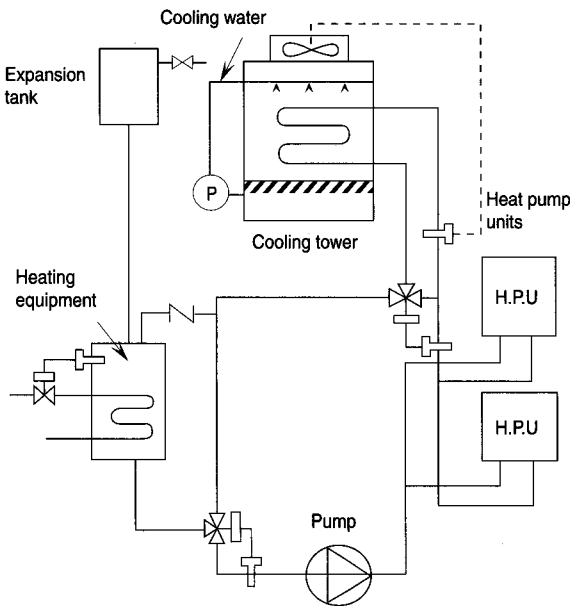 Cooling water
Expansion
tank
P
Cooling tower
Heat pump
units
Heating
equipment
H.P.U
H.P.U
Pump